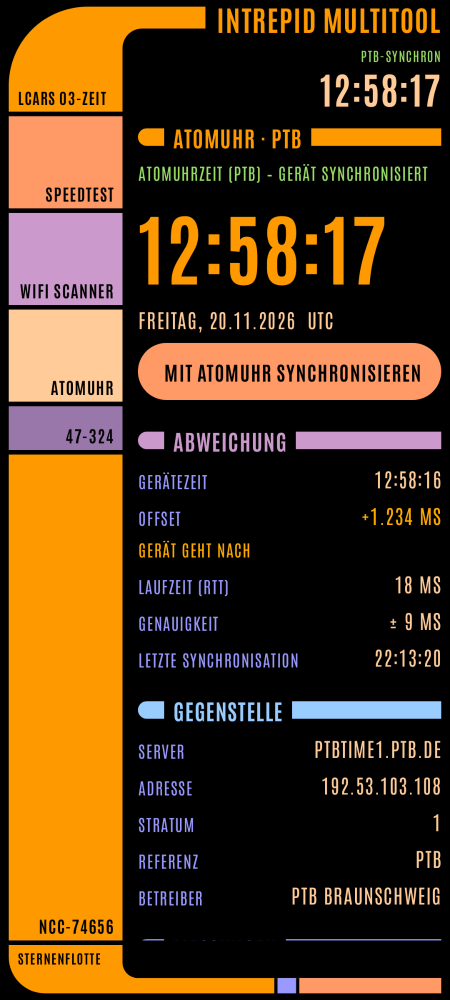 INTREPID MULTITOOL
PTB-SYNCHRON
LCARS 03-ZEIT
12:58:17
ATOMUHR · PTB
ATOMUHRZEIT (PTB) - GERÄT SYNCHRONISIERT
SPEEDTEST
12:58:17
WIFI SCANNER
FREITAG, 20.11.2026 UTC
MIT ATOMUHR SYNCHRONISIEREN
ATOMUHR
47-324
ABWEICHUNG
GERÄTEZEIT 12:58:16
OFFSET +1.234 MS
GERÄT GEHT NACH
LAUFZEIT (RTT) 18 MS
GENAUIGKEIT ± 9 MS
LETZTE SYNCHRONISATION 22:13:20
GEGENSTELLE
SERVER PTBTIME1.PTB.DE
ADRESSE 192.53.103.108
STRATUM 1
REFERENZ PTB
BETREIBER PTB BRAUNSCHWEIG
NCC-74656
STERNENFLOTTE